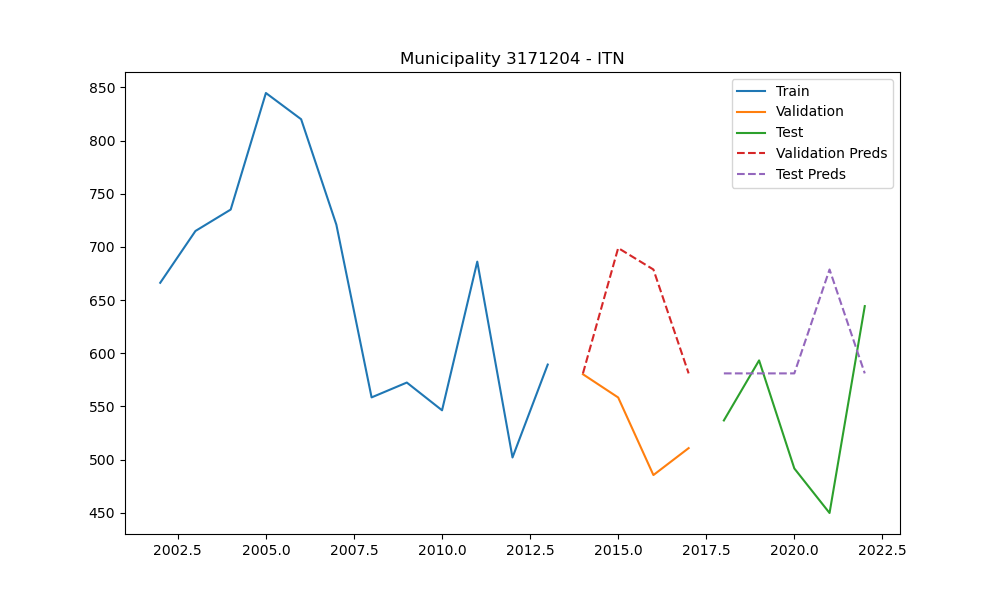 Municipality 3171204 - ITN
850
800
750
700
650
600
550
500
450
Train
Validation
Test
Validation Preds
Test Preds
2002.5 2005.0 2007.5 2010.0 2012.5 2015.0 2017.5 2020.0 2022.5